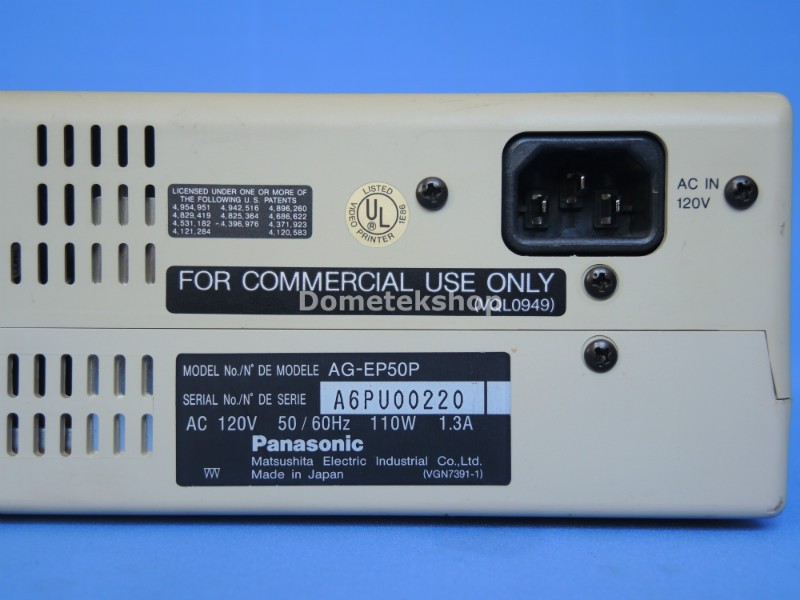 LICENSED UNDER ONE OR MORE OF
THE FOLLOWING U.S. PATENTS
4,954,951 4,942,516 4,896,260
4,829,419 4,825,364 4,686,622
4,531,182 4,396,976 4,371,923
4,121,284 4,120,583
LISTED
UL
®
VIDEO PRINTER 1E86
AC IN
120V
FOR COMMERCIAL USE ONLY
(VQL0949)
Dometekshop
MODEL No./N° DE MODELE AG-EP50P
SERIAL No./N° DE SERIE A6PU00220
AC 120V 50/60Hz 110W 1.3A
Panasonic
Matsushita Electric Industrial Co.,Ltd.
Made in Japan (VGN7391-1)